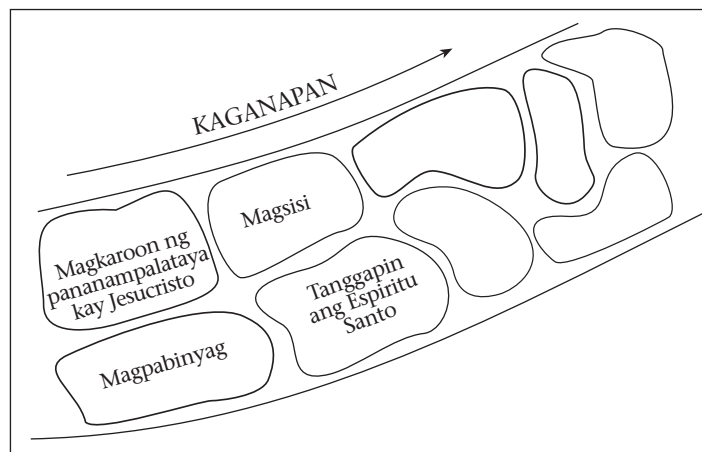 KAGANAPAN
Magkaroon ng
pananampalataya
kay Jesucristo
Magsisi
Magpabinyag
Tanggapin
ang Espiritu
Santo